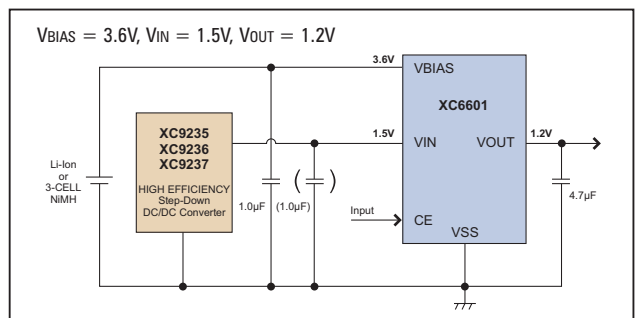 VBIAS = 3.6V, VIN = 1.5V, VOUT = 1.2V
3.6V
VBIAS
XC6601
XC9235
XC9236
XC9237
HIGH EFFICIENCY
Step-Down
DC/DC Converter
1.5V
VIN
VOUT
1.2V
Li-Ion
or
3-CELL
NiMH
1.0μF
( )
(1.0μF)
4.7μF
Input
CE
VSS